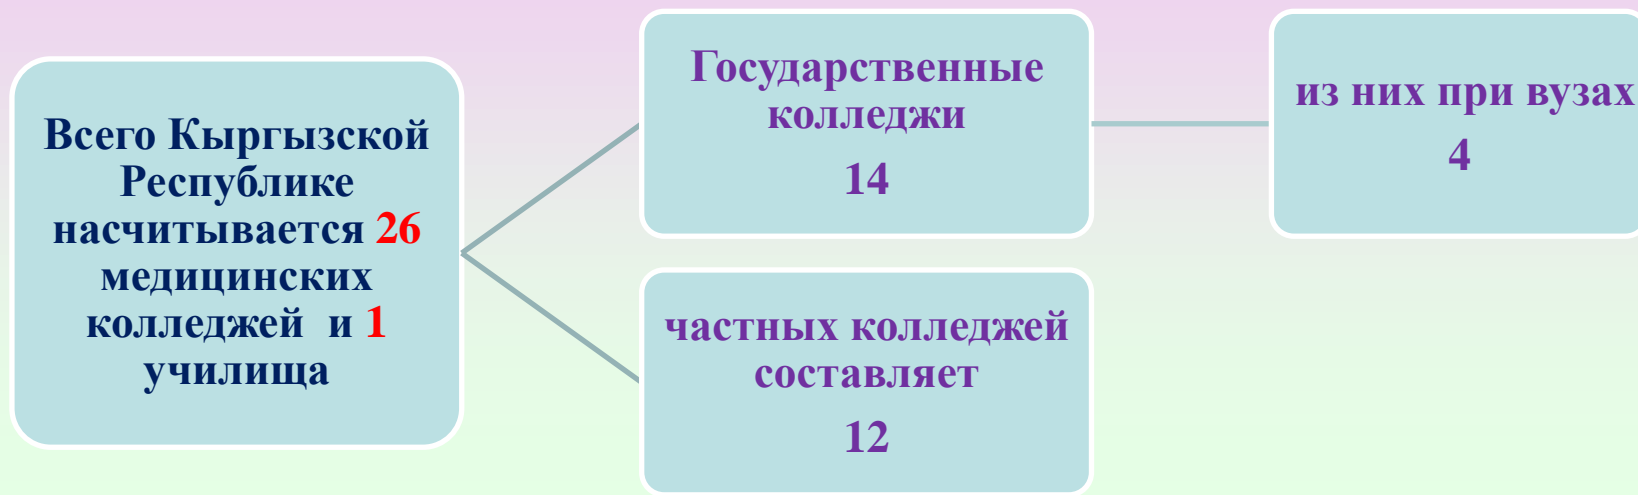 Всего Кыргызской
Республике
насчитывается 26
медицинских
колледжей и 1
училища
Государственные
колледжи
14
из них при вузах
4
частных колледжей
составляет
12